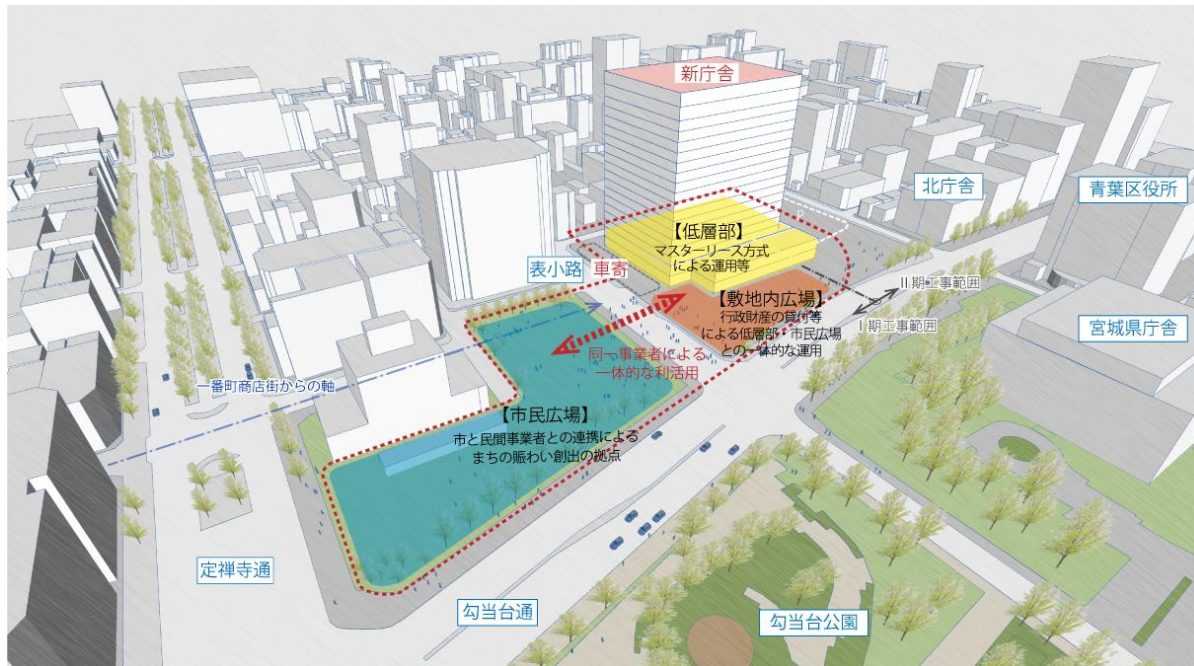 新庁舎
北庁舎
青葉区役所
【低層部】
マスターリース方式
による運用等
表小路
車寄
【敷地内広場】
行政財産の貸付等
による低層部・市民広場
との一体的な運用
Ⅱ期工事範囲
Ⅰ期工事範囲
宮城県庁舎
同一事業者による
一体的な利活用
一番町商店街からの軸
【市民広場】
市と民間事業者との連携による
まちの賑わい創出の拠点
定禅寺通
勾当台通
勾当台公園